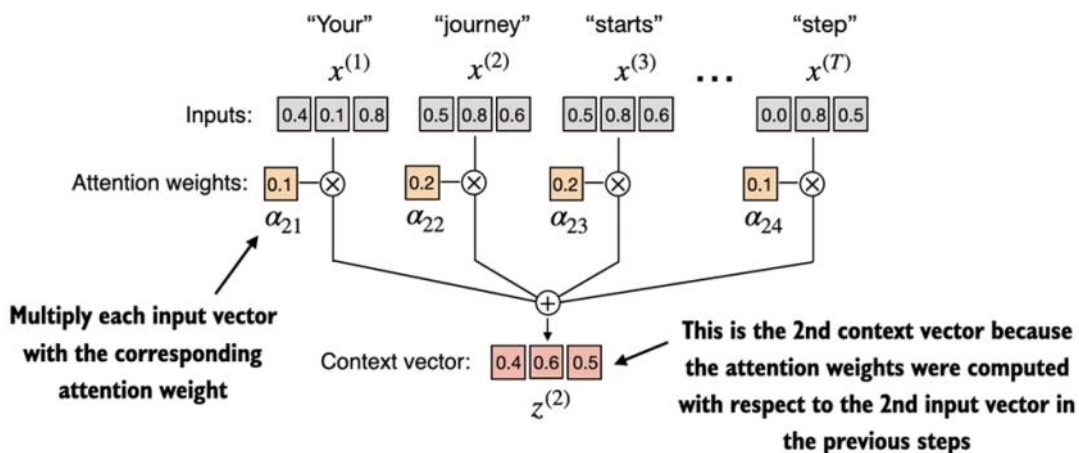 “Your” “journey” “starts” “step”
x(1) x(2) x(3) ... x(T)
Inputs: 0.4 0.1 0.8 0.5 0.8 0.6 0.5 0.8 0.6 0.0 0.8 0.5
Attention weights: 0.1 0.2 0.2 0.1
α21 α22 α23 α24
Multiply each input vector
with the corresponding
attention weight
Context vector: 0.4 0.6 0.5
z(2)
This is the 2nd context vector because
the attention weights were computed
with respect to the 2nd input vector in
the previous steps